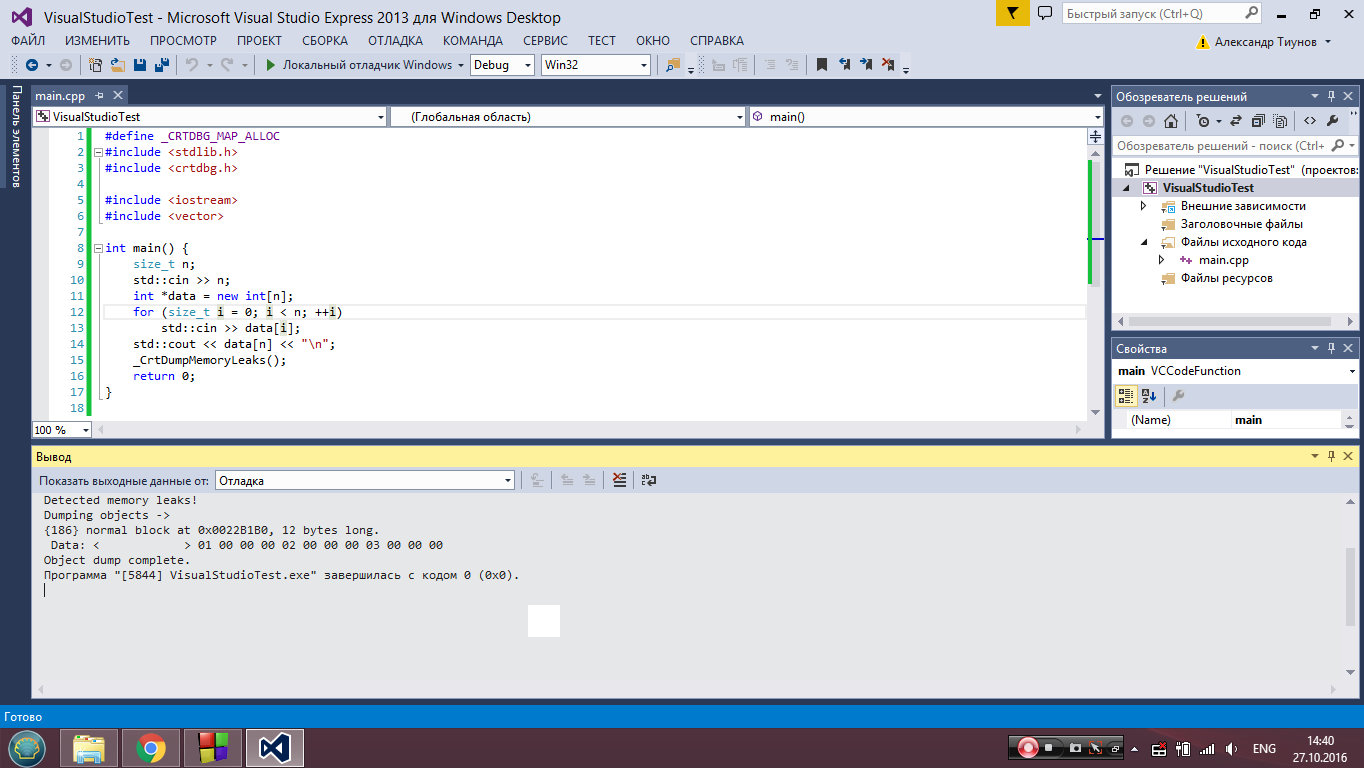 VisualStudioTest - Microsoft Visual Studio Express 2013 для Windows Desktop
Быстрый запуск (Ctrl+Q)
ФАЙЛ ИЗМЕНИТЬ ПРОСМОТР ПРОЕКТ СБОРКА ОТЛАДКА КОМАНДА СЕРВИС ТЕСТ ОКНО СПРАВКА
Александр Тиунов
Локальный отладчик Windows Debug Win32
Панель элементов
main.cpp
VisualStudioTest (Глобальная область) main()
1 #define _CRTDBG_MAP_ALLOC
2 #include <stdlib.h>
3 #include <crtdbg.h>
4
5 #include <iostream>
6 #include <vector>
7
8 int main() {
9 size_t n;
10 std::cin >> n;
11 int *data = new int[n];
12 for (size_t i = 0; i < n; ++i)
13 std::cin >> data[i];
14 std::cout << data[n] << "\n";
15 _CrtDumpMemoryLeaks();
16 return 0;
17 }
18
100 %
Обозреватель решений
Обозреватель решений - поиск (Ctrl+
Решение "VisualStudioTest" (проектов:
VisualStudioTest
Внешние зависимости
Заголовочные файлы
Файлы исходного кода
main.cpp
Файлы ресурсов
Свойства
main VCCodeFunction
(Name) main
Вывод
Показать выходные данные от: Отладка
Detected memory leaks!
Dumping objects ->
{186} normal block at 0x0022B1B0, 12 bytes long.
Data: < > 01 00 00 00 02 00 00 00 03 00 00 00
Object dump complete.
Программа "[5844] VisualStudioTest.exe" завершилась с кодом 0 (0x0).
Готово
ENG
14:40
27.10.2016